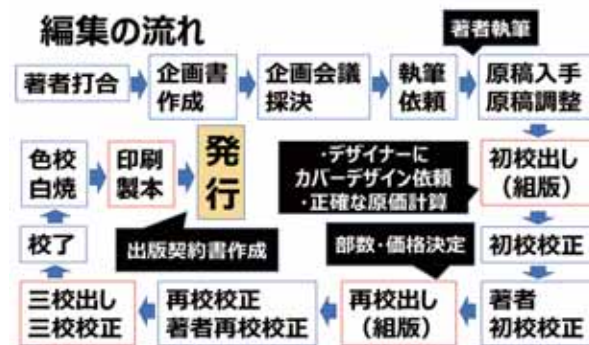 編集の流れ
著者執筆
著者打合
企画書
作成
企画会議
採決
執筆
依頼
原稿入手
原稿調整
・デザイナーに
カバーデザイン依頼
・正確な原価計算
初校出し
(組版)
初校校正
著者
初校校正
部数・価格決定
再校出し
(組版)
再校校正
著者再校校正
三校出し
三校校正
校了
色校
白焼
印刷
製本
出版契約書作成
発
行